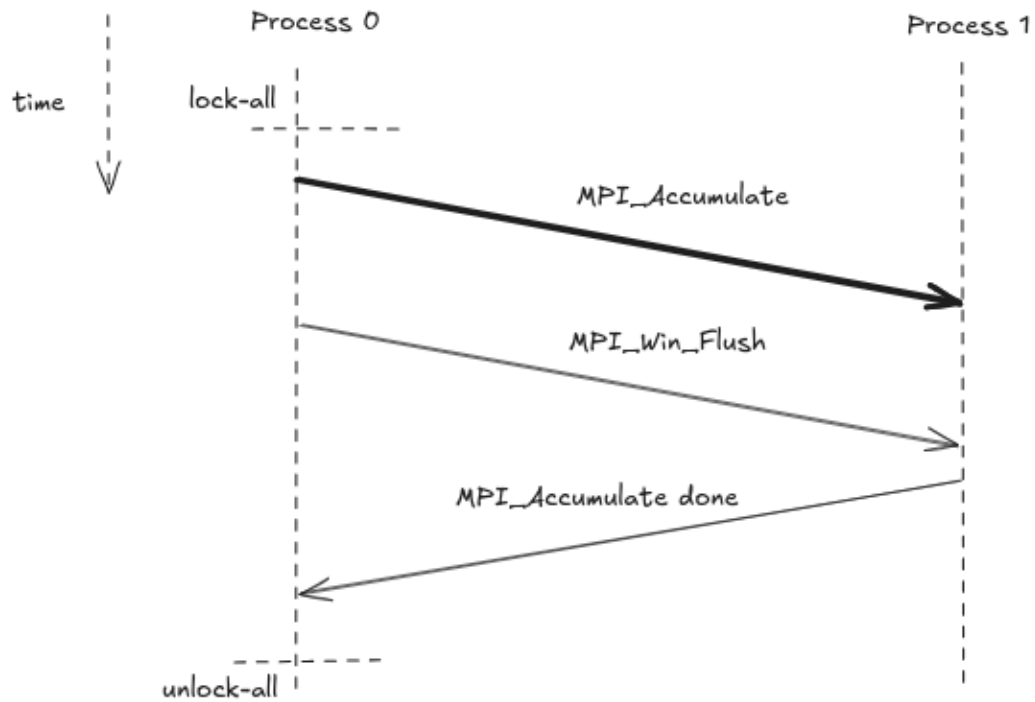 Process 0
Process 1
time
lock-all
MPI_Accumulate
MPI_Win_Flush
MPI_Accumulate done
unlock-all